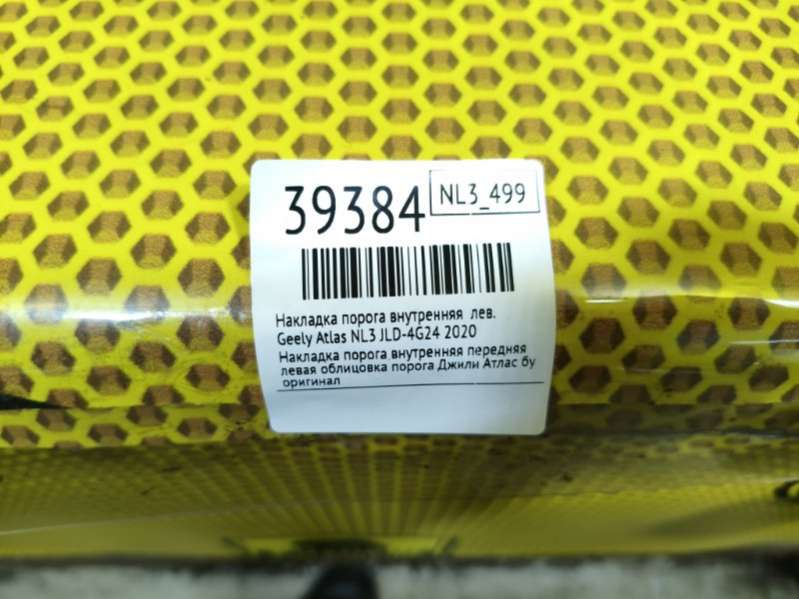 39384 NL3_499
Накладка порога внутренняя лев.
Geely Atlas NL3 JLD-4G24 2020
Накладка порога внутренняя передняя
левая облицовка порога Джили Атлас бу
оригинал